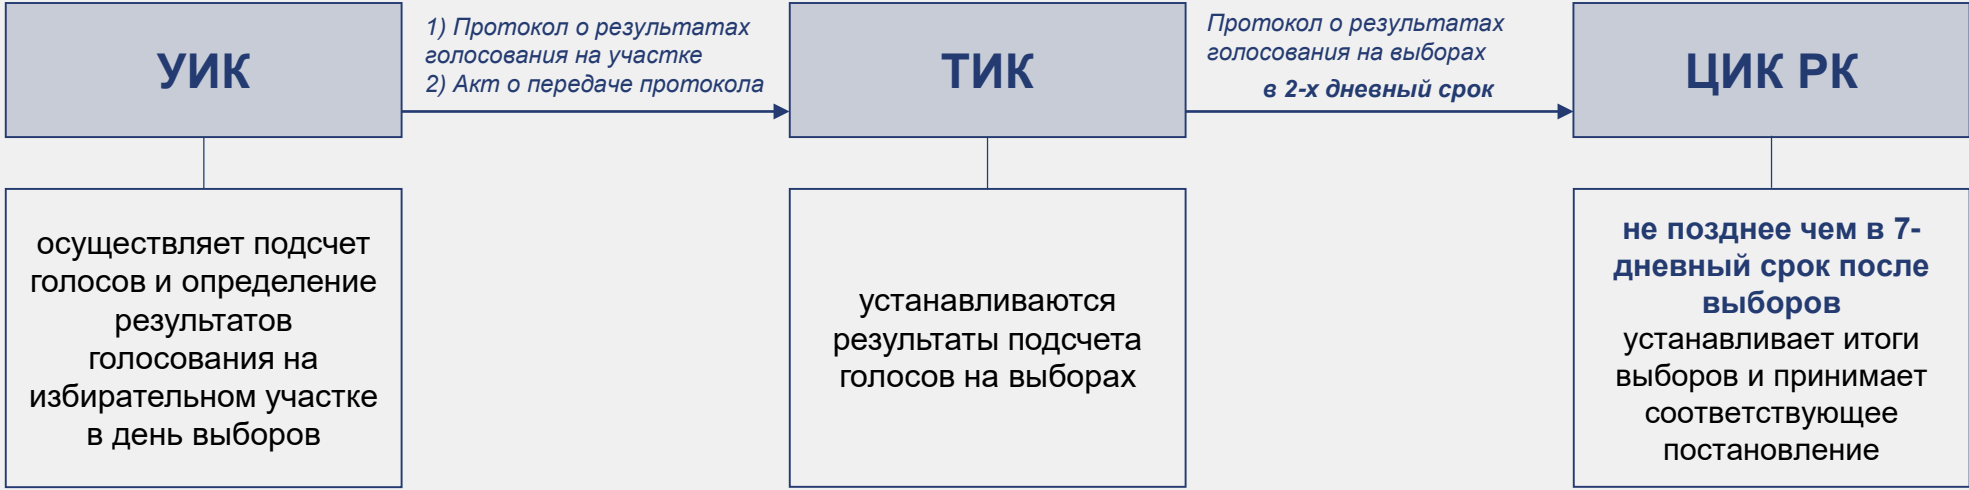 УИК
1) Протокол о результатах
голосования на участке
2) Акт о передаче протокола
ТИК
Протокол о результатах
голосования на выборах
в 2-х дневный срок
ЦИК РК
осуществляет подсчет
голосов и определение
результатов
голосования на
избирательном участке
в день выборов
устанавливаются
результаты подсчета
голосов на выборах
не позднее чем в 7-
дневный срок после
выборов
устанавливает итоги
выборов и принимает
соответствующее
постановление